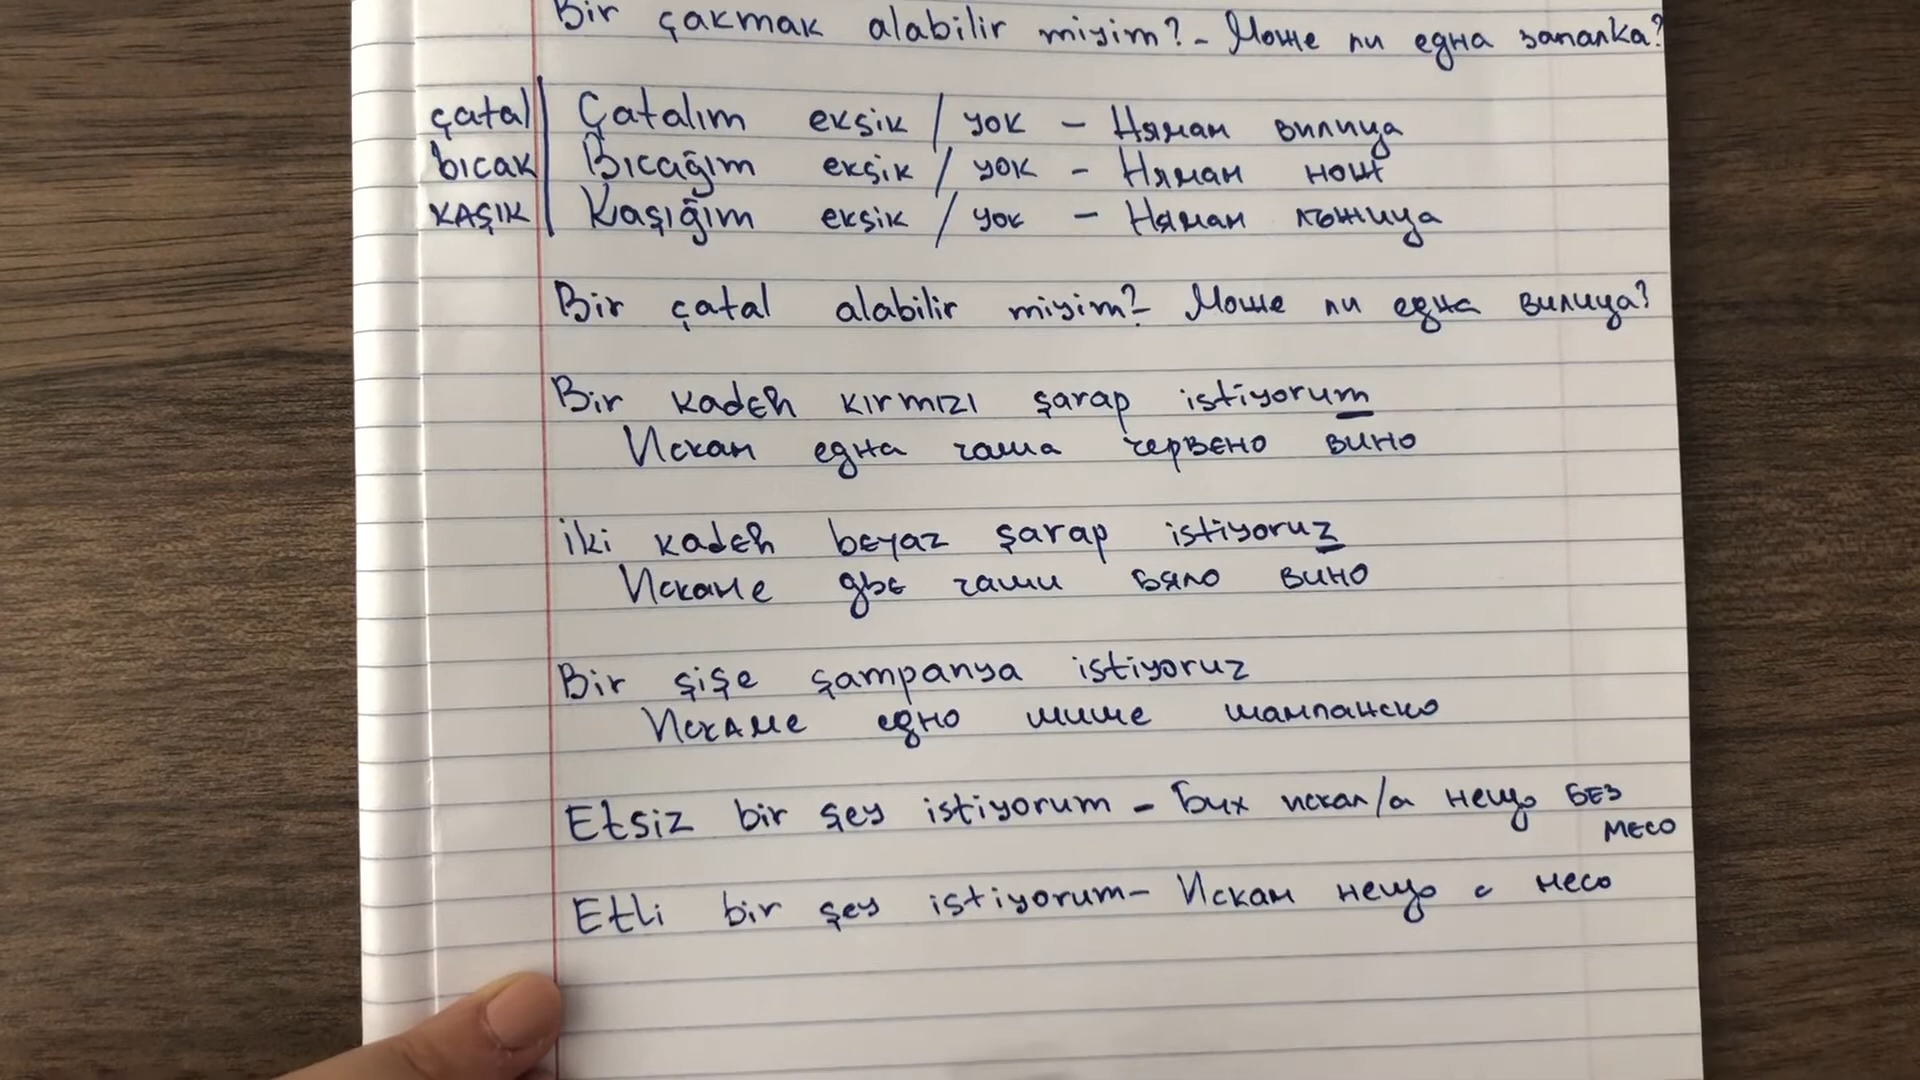 Bir çakmak alabilir miyim? - Може ли една запалка?
çatal | Çatalım eksik / yok - Нямам вилица
bıcak | Bıcağım eksik / yok - Нямам нож
KAŞIK | Kaşığım eksik / yok - Нямам лъжица
Bir çatal alabilir miyim? - Може ли една вилица?
Bir kadeh kırmızı şarap istiyorum
Искам една чаша червено вино
İki kadeh beyaz şarap istiyoruz
Искаме две чаши бяло вино
Bir şişe şampanya istiyoruz
Искаме едно шише шампанско
Etsiz bir şey istiyorum - Бих искал/а нещо БЕЗ
МЕСО
Etli bir şey istiyorum - Искам нещо с месо